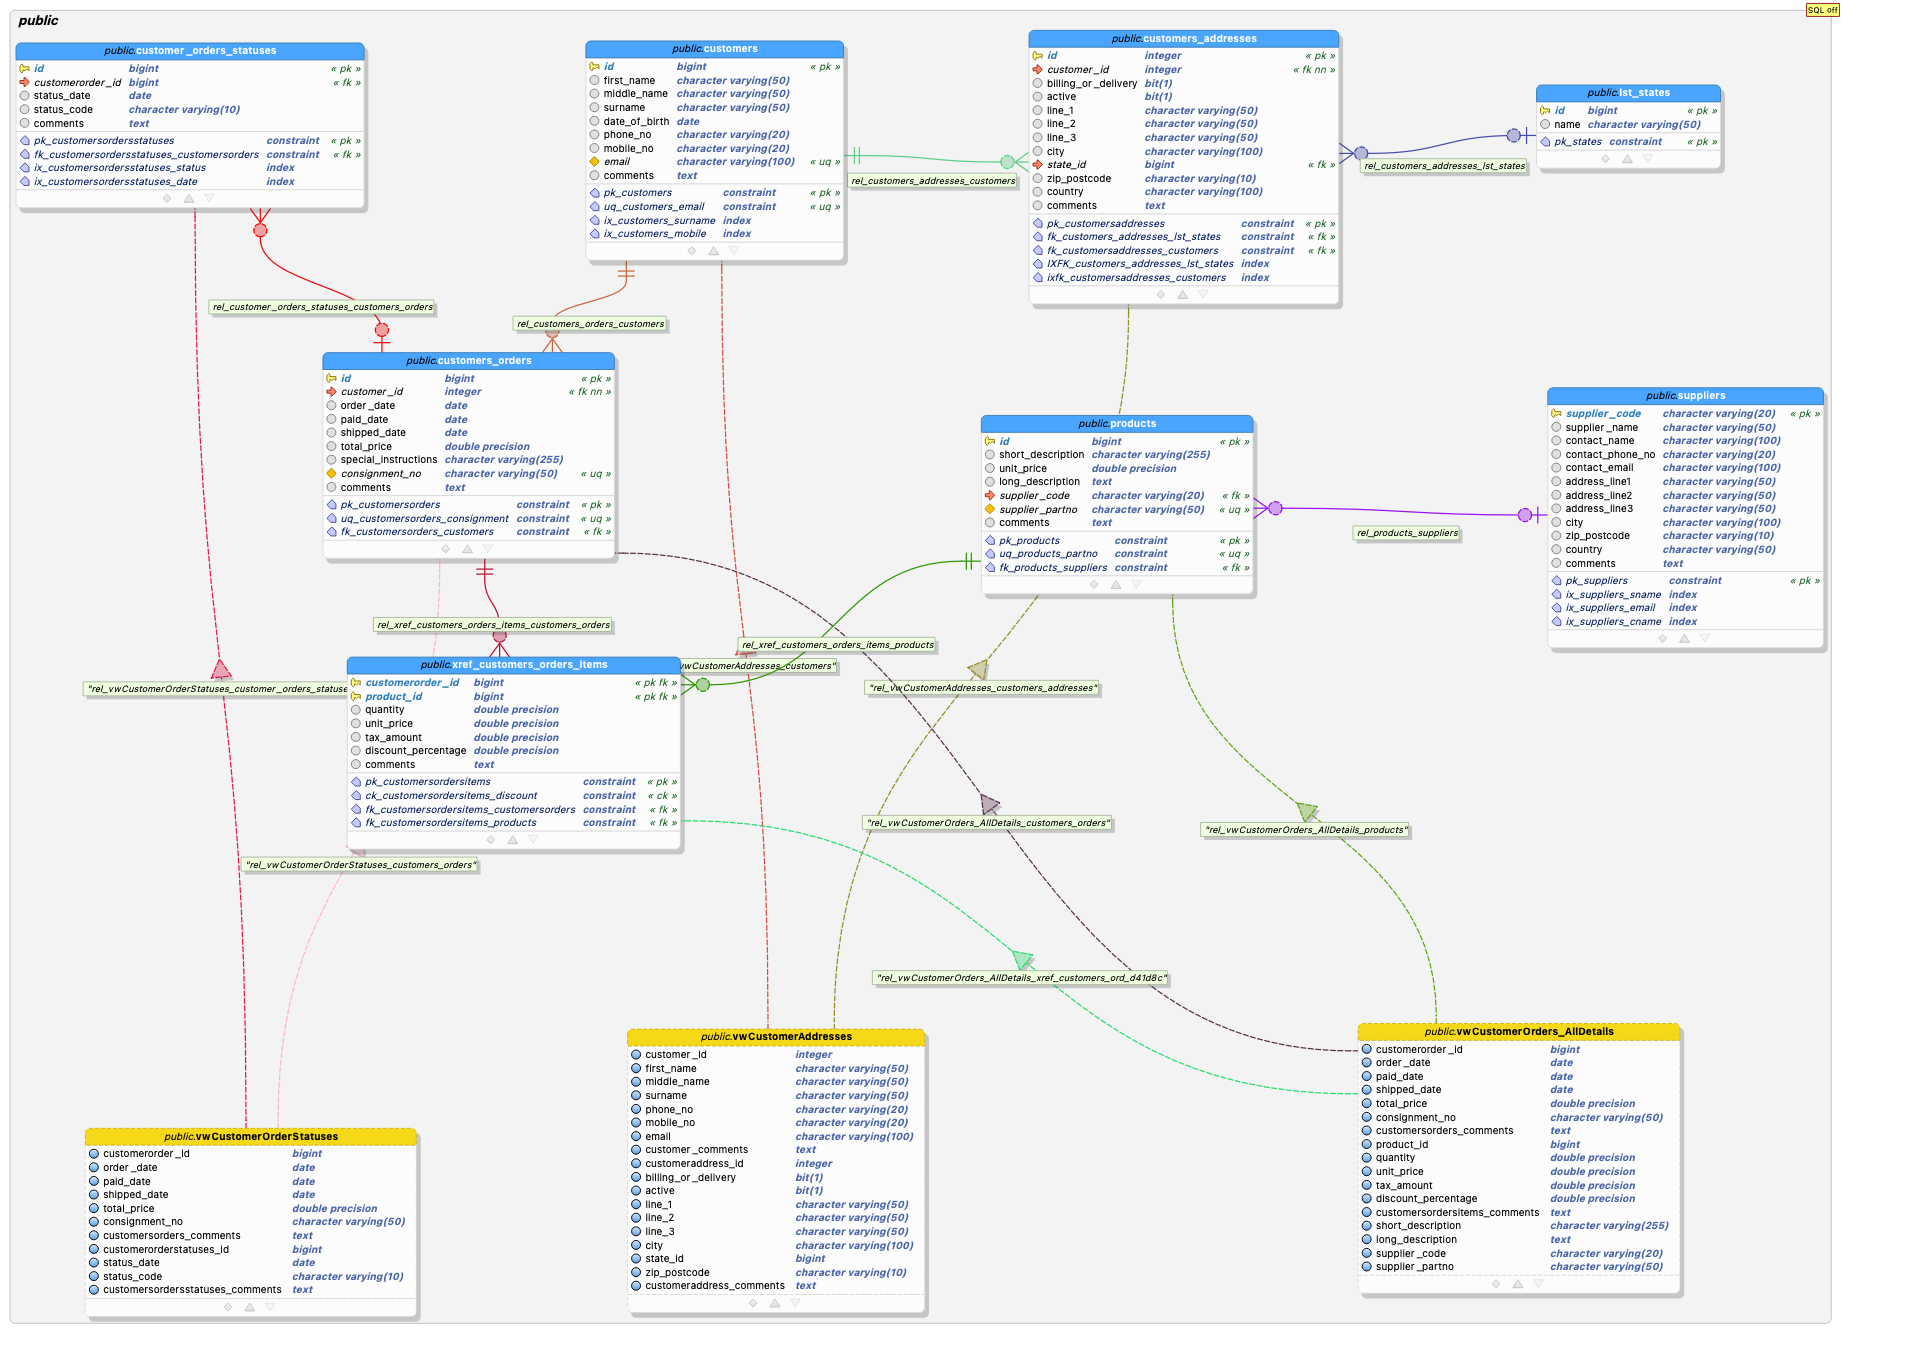 public
SQL off
public.customer_orders_statuses
id bigint « pk »
customerorder_id bigint « fk »
status_date date
status_code character varying(10)
comments text
pk_customersordersstatuses constraint « pk »
fk_customersordersstatuses_customersorders constraint « fk »
ix_customersordersstatuses_status index
ix_customersordersstatuses_date index
public.customers
id bigint « pk »
first_name character varying(50)
middle_name character varying(50)
surname character varying(50)
date_of_birth date
phone_no character varying(20)
mobile_no character varying(20)
email character varying(100) « uq »
comments text
pk_customers constraint « pk »
uq_customers_email constraint « uq »
ix_customers_surname index
ix_customers_mobile index
public.customers_addresses
id integer « pk »
customer_id integer « fk nn »
billing_or_delivery bit(1)
active bit(1)
line_1 character varying(50)
line_2 character varying(50)
line_3 character varying(50)
city character varying(100)
state_id bigint « fk »
zip_postcode character varying(10)
country character varying(100)
comments text
pk_customersaddresses constraint « pk »
fk_customers_addresses_lst_states constraint « fk »
fk_customersaddresses_customers constraint « fk »
IXFK_customers_addresses_lst_states index
ixfk_customersaddresses_customers index
public.lst_states
id bigint « pk »
name character varying(50)
pk_states constraint « pk »
rel_customers_addresses_customers
rel_customers_addresses_lst_states
rel_customer_orders_statuses_customers_orders
rel_customers_orders_customers
public.customers_orders
id bigint « pk »
customer_id integer « fk nn »
order_date date
paid_date date
shipped_date date
total_price double precision
special_instructions character varying(255)
consignment_no character varying(50) « uq »
comments text
pk_customersorders constraint « pk »
uq_customersorders_consignment constraint « uq »
fk_customersorders_customers constraint « fk »
public.products
id bigint « pk »
short_description character varying(255)
unit_price double precision
long_description text
supplier_code character varying(20) « fk »
supplier_partno character varying(50) « uq »
comments text
pk_products constraint « pk »
uq_products_partno constraint « uq »
fk_products_suppliers constraint « fk »
public.suppliers
supplier_code character varying(20) « pk »
supplier_name character varying(50)
contact_name character varying(100)
contact_phone_no character varying(20)
contact_email character varying(100)
address_line1 character varying(50)
address_line2 character varying(50)
address_line3 character varying(50)
city character varying(100)
zip_postcode character varying(10)
country character varying(50)
comments text
pk_suppliers constraint « pk »
ix_suppliers_sname index
ix_suppliers_email index
ix_suppliers_cname index
rel_products_suppliers
rel_xref_customers_orders_items_customers_orders
rel_xref_customers_orders_items_products
vwCustomerAddresses_customers"
"rel_vwCustomerAddresses_customers_addresses"
"rel_vwCustomerOrderStatuses_customer_orders_statuse
public.xref_customers_orders_items
customerorder_id bigint « pk fk »
product_id bigint « pk fk »
quantity double precision
unit_price double precision
tax_amount double precision
discount_percentage double precision
comments text
pk_customersordersitems constraint « pk »
ck_customersordersitems_discount constraint « ck »
fk_customersordersitems_customersorders constraint « fk »
fk_customersordersitems_products constraint « fk »
"rel_vwCustomerOrders_AllDetails_customers_orders"
"rel_vwCustomerOrders_AllDetails_products"
"rel_vwCustomerOrderStatuses_customers_orders"
"rel_vwCustomerOrders_AllDetails_xref_customers_ord_d41d8c"
public.vwCustomerOrderStatuses
customerorder_id bigint
order_date date
paid_date date
shipped_date date
total_price double precision
consignment_no character varying(50)
customersorders_comments text
customerorderstatuses_id bigint
status_date date
status_code character varying(10)
customersordersstatuses_comments text
public.vwCustomerAddresses
customer_id integer
first_name character varying(50)
middle_name character varying(50)
surname character varying(50)
phone_no character varying(20)
mobile_no character varying(20)
email character varying(100)
customer_comments text
customeraddress_id integer
billing_or_delivery bit(1)
active bit(1)
line_1 character varying(50)
line_2 character varying(50)
line_3 character varying(50)
city character varying(100)
state_id bigint
zip_postcode character varying(10)
customeraddress_comments text
public.vwCustomerOrders_AllDetails
customerorder_id bigint
order_date date
paid_date date
shipped_date date
total_price double precision
consignment_no character varying(50)
customersorders_comments text
product_id bigint
quantity double precision
unit_price double precision
tax_amount double precision
discount_percentage double precision
customersordersitems_comments text
short_description character varying(255)
long_description text
supplier_code character varying(20)
supplier_partno character varying(50)